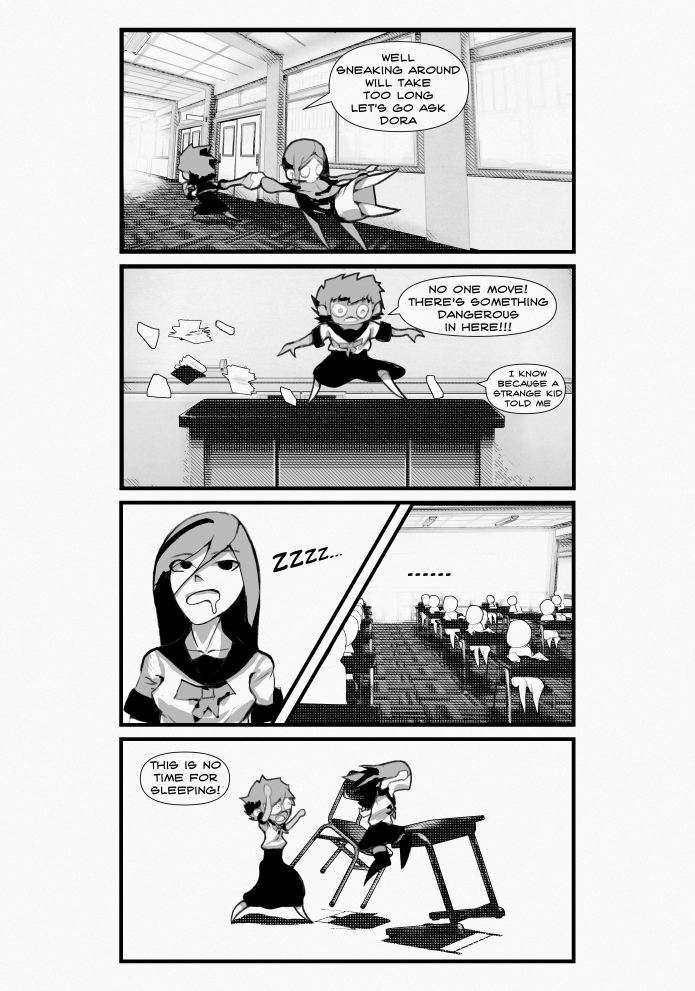 WELL
SNEAKING AROUND
WILL TAKE
TOO LONG
LET'S GO ASK
DORA
NO ONE MOVE!
THERE'S SOMETHING
DANGEROUS
IN HERE!!!
I KNOW
BECAUSE A
STRANGE KID
TOLD ME
ZZZZ...
......
THIS IS NO
TIME FOR
SLEEPING!